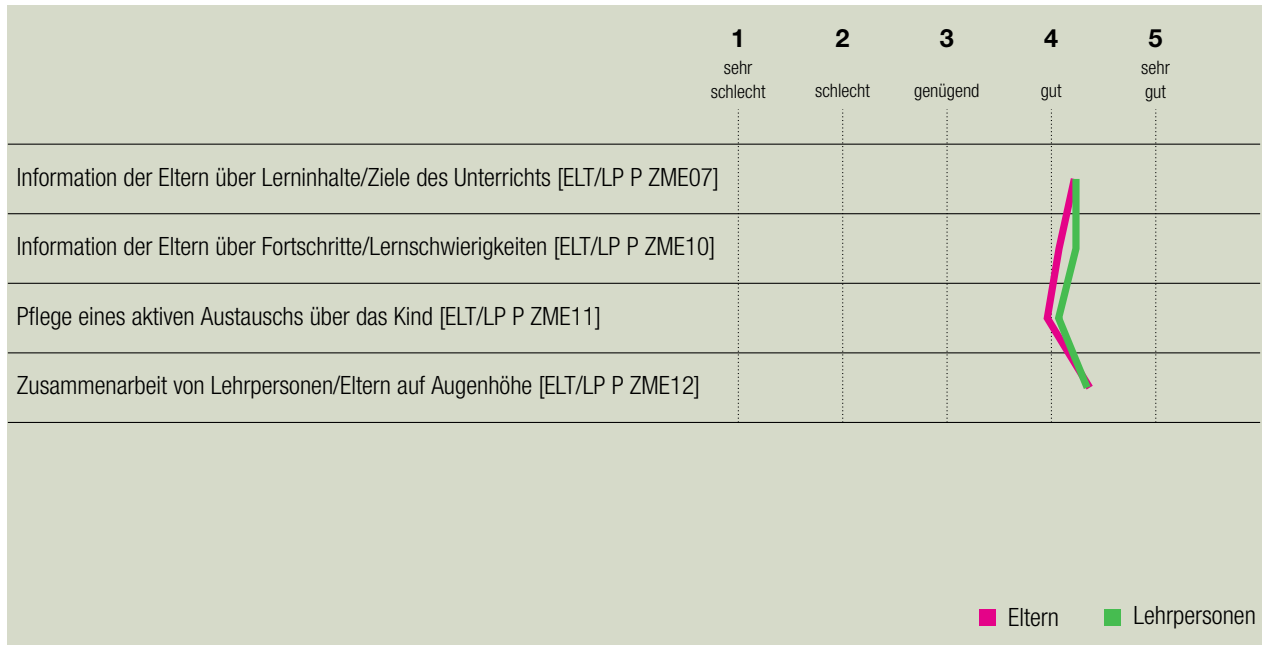 1 2 3 4 5
sehr schlecht schlecht genügend gut sehr gut
Information der Eltern über Lerninhalte/Ziele des Unterrichts [ELT/LP P ZME07]
Information der Eltern über Fortschritte/Lernschwierigkeiten [ELT/LP P ZME10]
Pflege eines aktiven Austauschs über das Kind [ELT/LP P ZME11]
Zusammenarbeit von Lehrpersonen/Eltern auf Augenhöhe [ELT/LP P ZME12]
Eltern Lehrpersonen